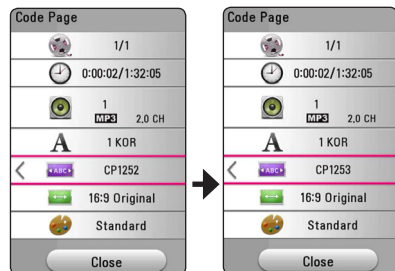 Code Page
1/1
0:00:02/1:32:05
1
MP3 2.0 CH
A 1 KOR
ABC CP1252
16:9 Original
Standard
Close
Code Page
1/1
0:00:02/1:32:05
1
MP3 2.0 CH
A 1 KOR
ABC CP1253
16:9 Original
Standard
Close